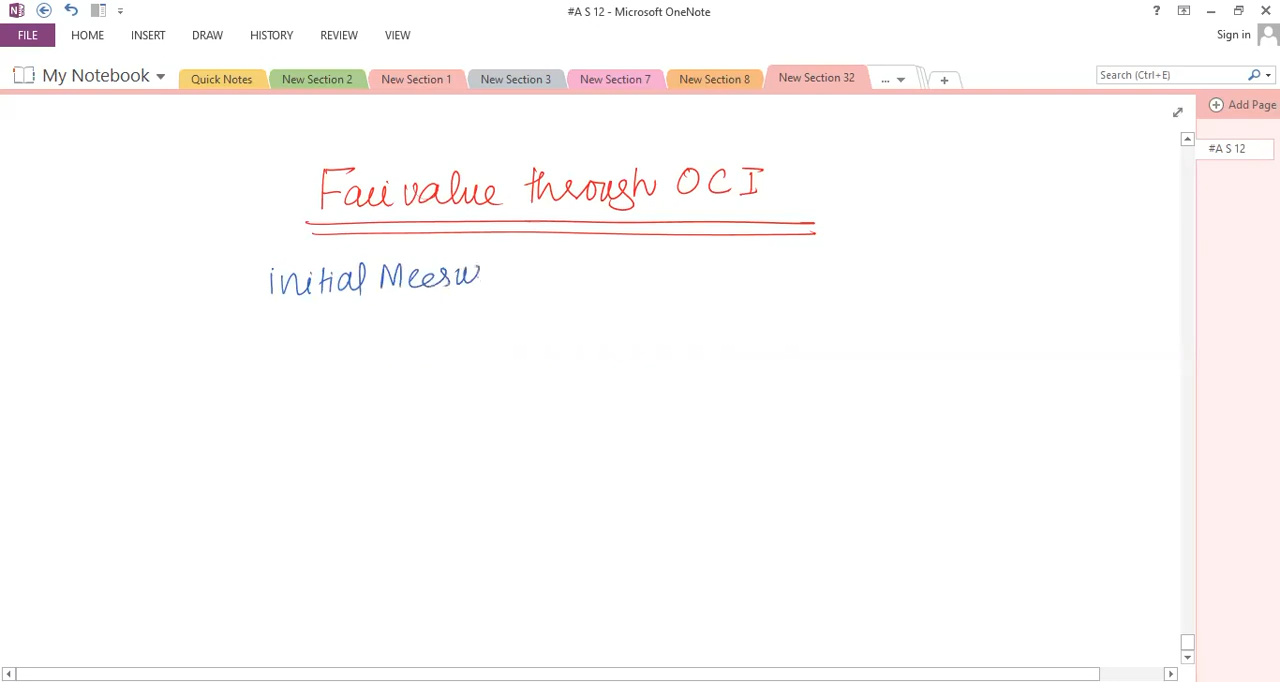 #A S 12 - Microsoft OneNote
FILE HOME INSERT DRAW HISTORY REVIEW VIEW
Sign in
My Notebook
Quick Notes New Section 2 New Section 1 New Section 3 New Section 7 New Section 8 New Section 32 ...
Search (Ctrl+E)
Add Page
#A S 12
Fair value through OCI
initial Measu